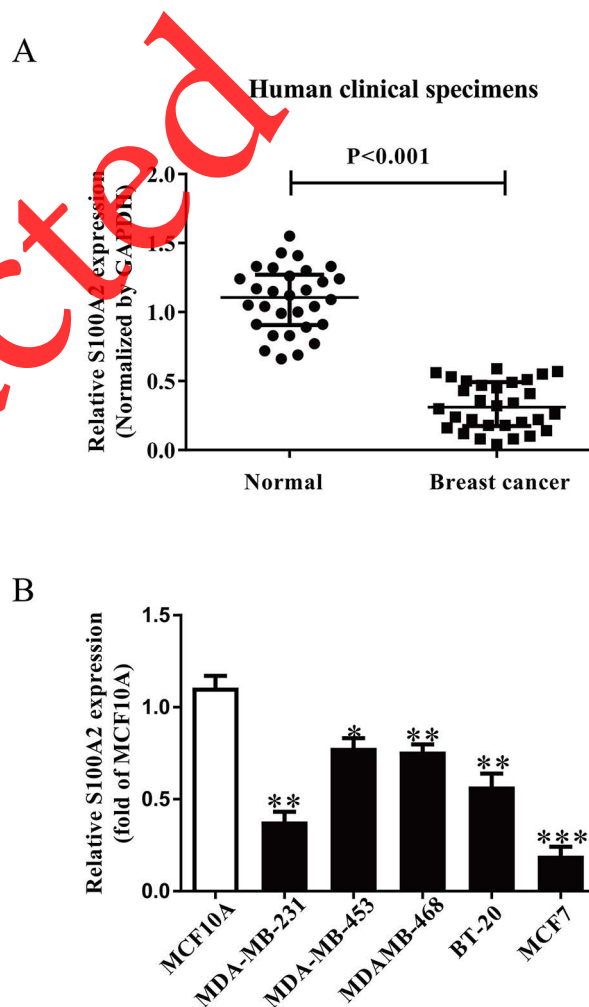 A
Human clinical specimens
P<0.001
Relative S100A2 expression
(Normalized by GAPDH)
2.0
1.5
1.0
0.5
0.0
Normal Breast cancer
cted
B
Relative S100A2 expression
(fold of MCF10A)
1.5
1.0
0.5
0.0
** * ** ** ***
MCF10A MDA-MB-231 MDA-MB-453 MDAMB-468 BT-20 MCF7